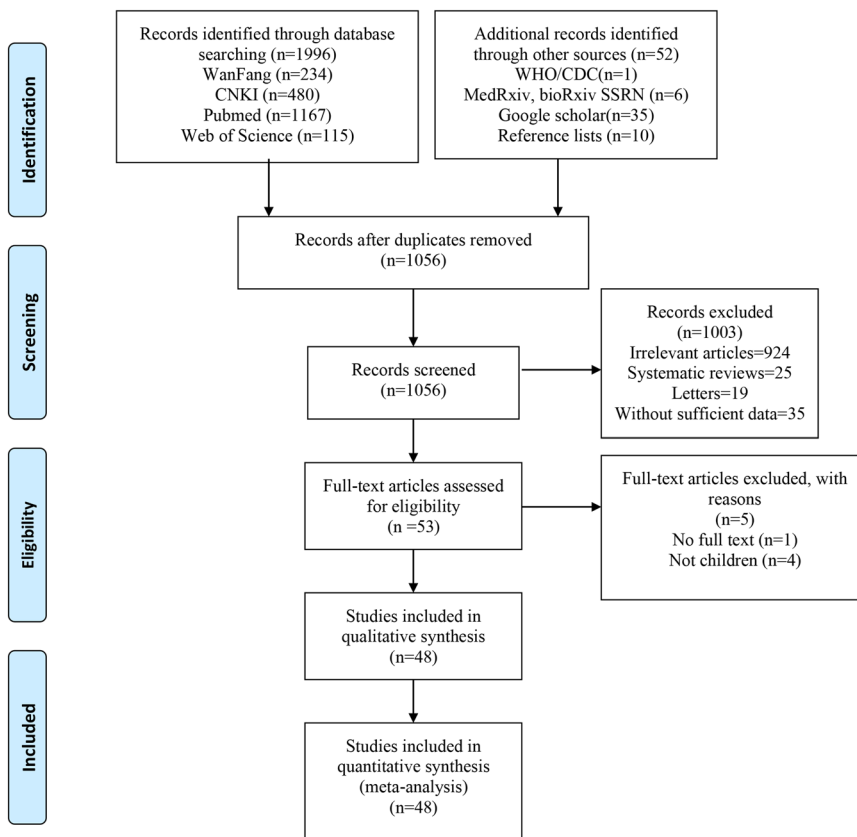 Identification
Records identified through database
searching (n=1996)
WanFang (n=234)
CNKI (n=480)
Pubmed (n=1167)
Web of Science (n=115)
Additional records identified
through other sources (n=52)
WHO/CDC(n=1)
MedRxiv, bioRxiv SSRN (n=6)
Google scholar(n=35)
Reference lists (n=10)
Records after duplicates removed
(n=1056)
Screening
Records screened
(n=1056)
Records excluded
(n=1003)
Irrelevant articles=924
Systematic reviews=25
Letters=19
Without sufficient data=35
Eligibility
Full-text articles assessed
for eligibility
(n =53)
Full-text articles excluded, with
reasons
(n=5)
No full text (n=1)
Not children (n=4)
Studies included in
qualitative synthesis
(n=48)
Included
Studies included in
quantitative synthesis
(meta-analysis)
(n=48)